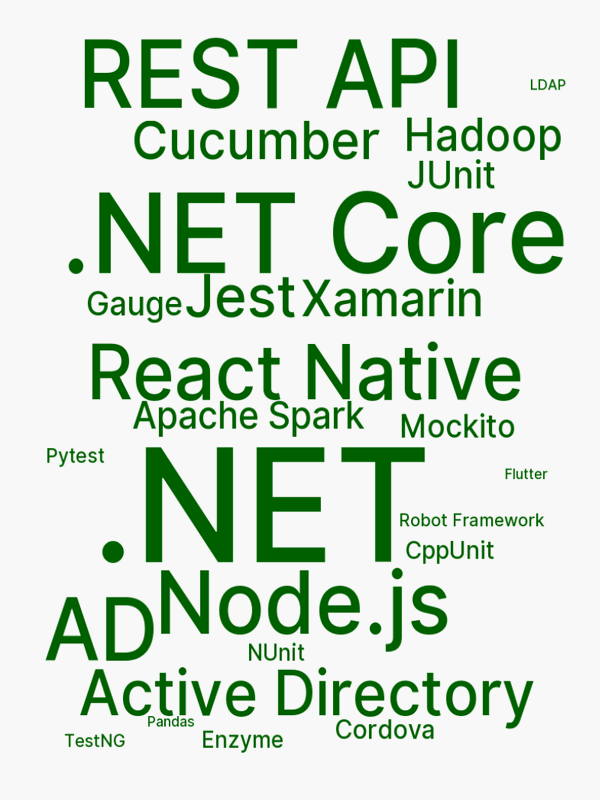 REST API
LDAP
Cucumber
Hadoop
JUnit
.NET Core
Gauge
Jest
Xamarin
React Native
Apache Spark
Mockito
Pytest
.NET
Flutter
Robot Framework
CppUnit
Node.js
AD
NUnit
Active Directory
Pandas
Cordova
TestNG
Enzyme